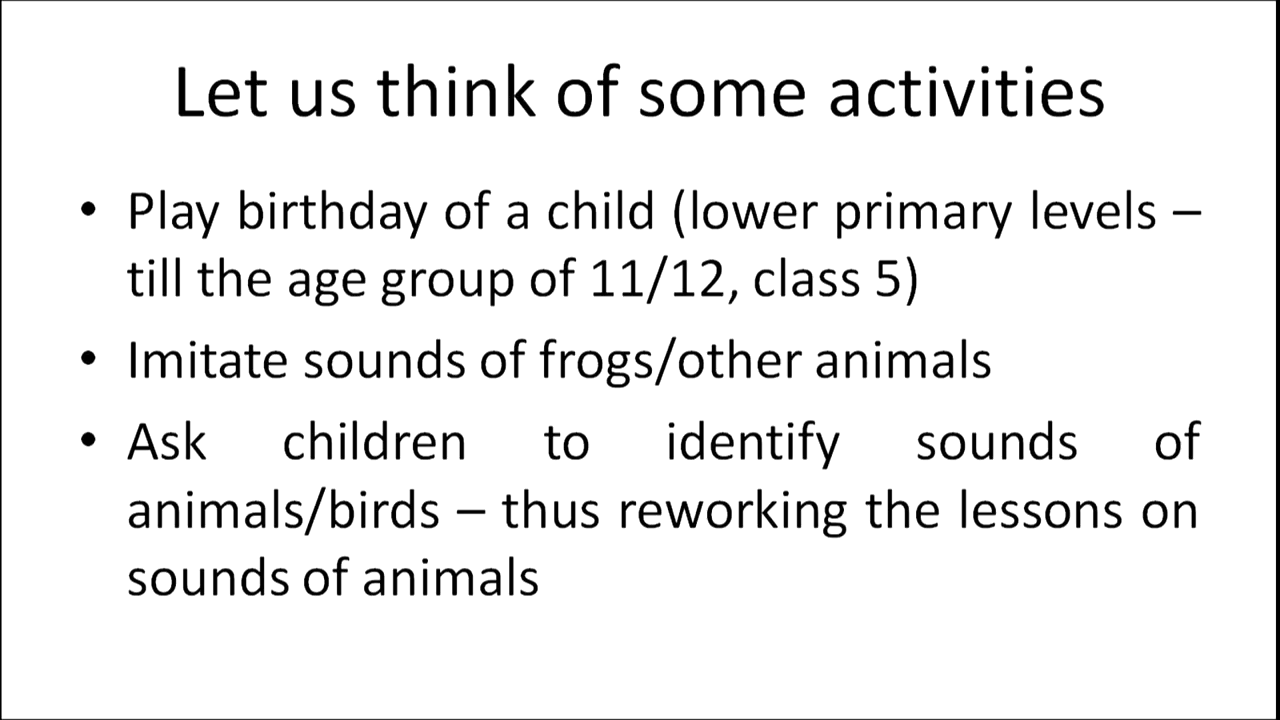 Let us think of some activities
• Play birthday of a child (lower primary levels –
till the age group of 11/12, class 5)
• Imitate sounds of frogs/other animals
• Ask children to identify sounds of
animals/birds – thus reworking the lessons on
sounds of animals